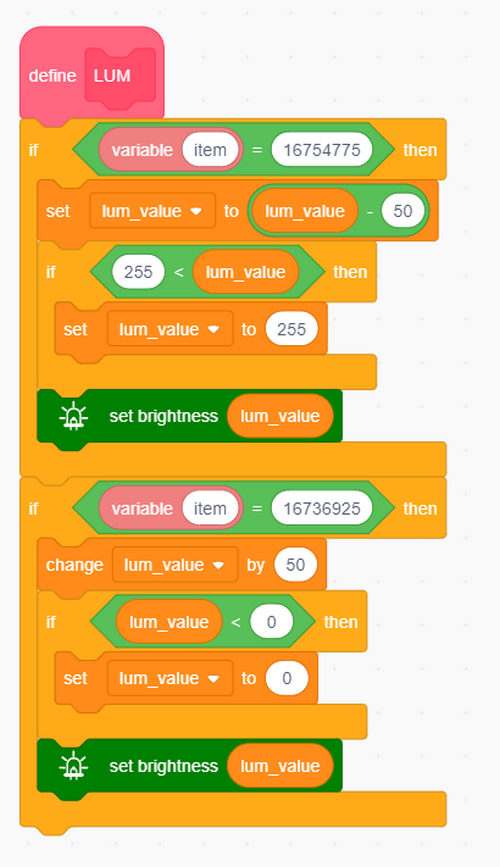 define LUM
if variable item = 16754775 then
set lum_value to lum_value - 50
if 255 < lum_value then
set lum_value to 255
set brightness lum_value
if variable item = 16736925 then
change lum_value by 50
if lum_value < 0 then
set lum_value to 0
set brightness lum_value